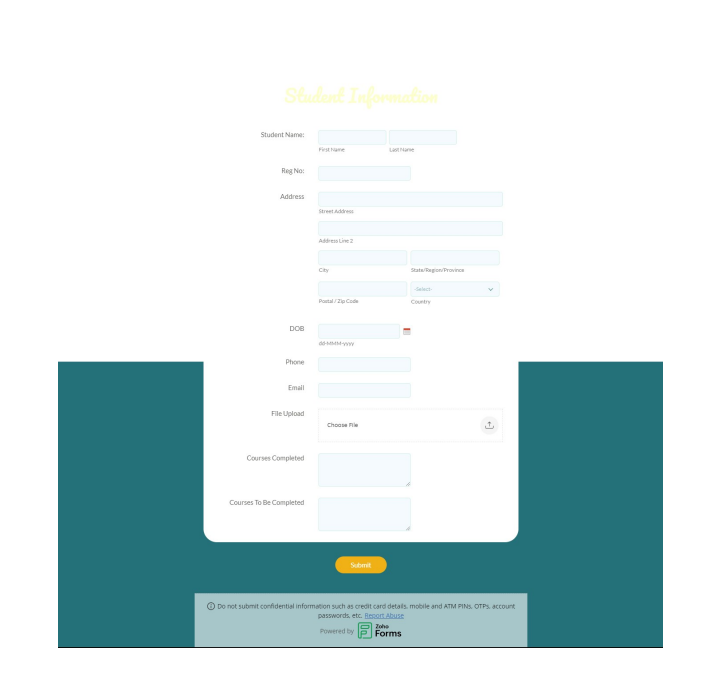 Student Information
Student Name:
First Name Last Name
Reg No:
Address
Street Address
Address Line 2
City State/Region/Province
-Select-
Postal / Zip Code Country
DOB
dd-MMM-yyyy
Phone
Email
File Upload
Choose File
Courses Completed
Courses To Be Completed
Submit
Do not submit confidential information such as credit card details, mobile and ATM PINs, OTPs, account
passwords, etc. Report Abuse
Powered by Zoho Forms